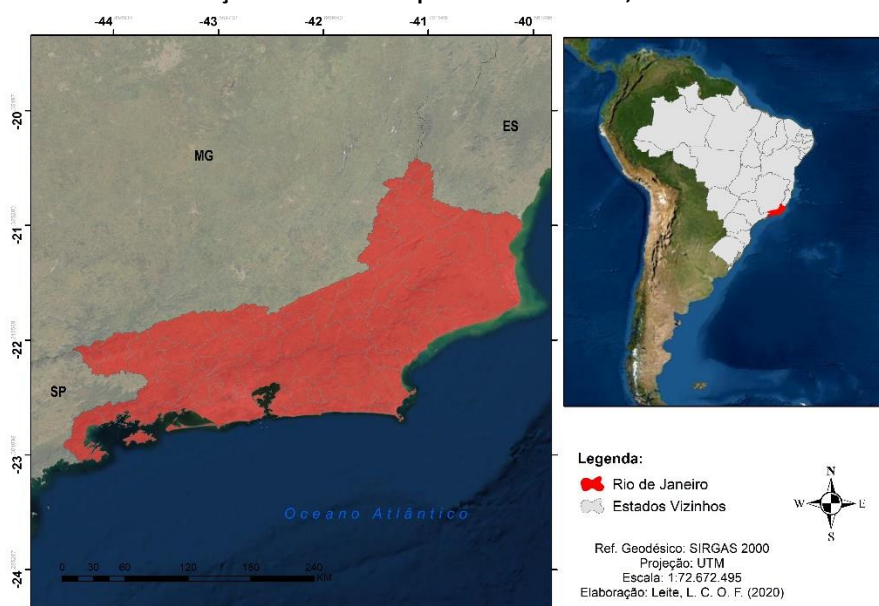 -44 -43 -42 -41 -40
-20
-21
-22
-23
-24
MG
ES
SP
Oceano Atlântico
0 15 30 60 120 180 240
KM
Legenda:
Rio de Janeiro
Estados Vizinhos
N
W E
S
Ref. Geodésico: SIRGAS 2000
Projeção: UTM
Escala: 1:72.672.495
Elaboração: Leite, L. C. O. F. (2020)